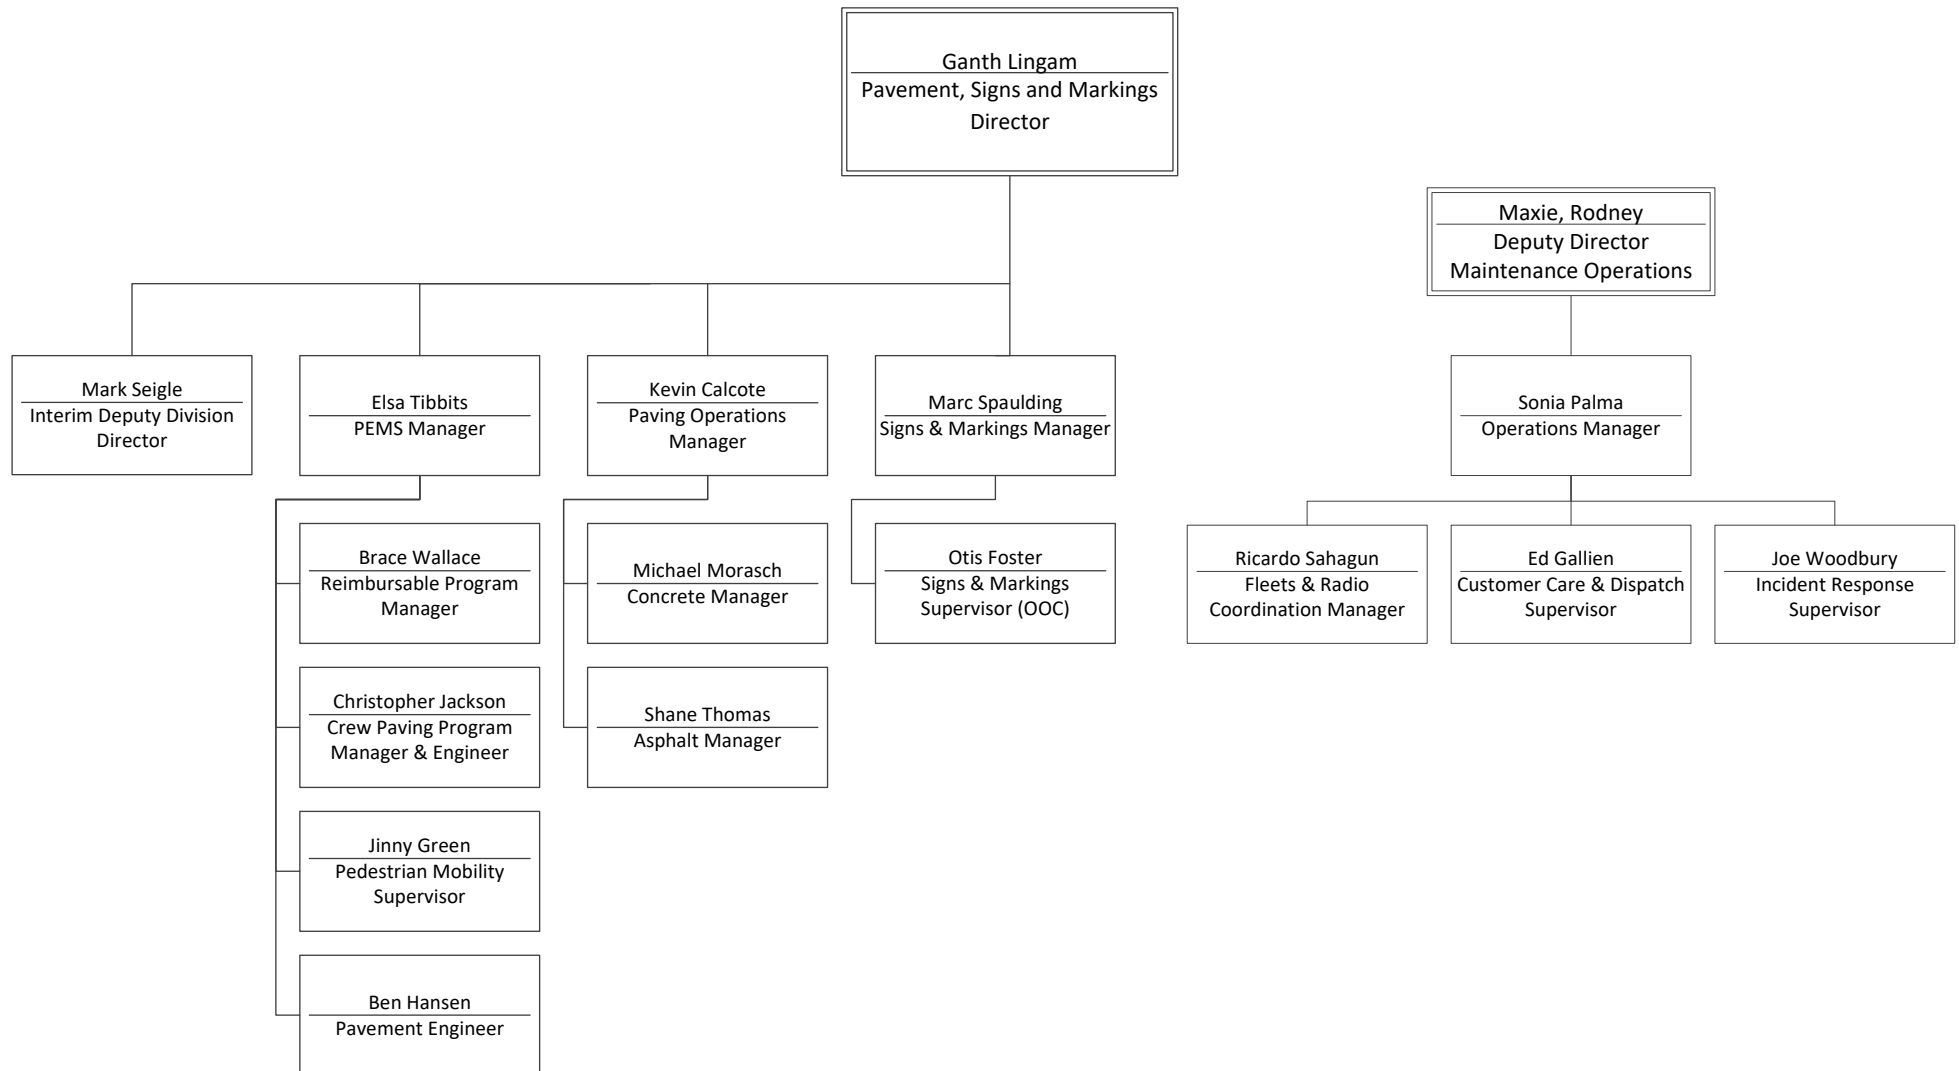 Ganth Lingam
Pavement, Signs and Markings
Director
Maxie, Rodney
Deputy Director
Maintenance Operations
Mark Seigle
Interim Deputy Division
Director
Elsa Tibbits
PEMS Manager
Kevin Calcote
Paving Operations
Manager
Marc Spaulding
Signs & Markings Manager
Sonia Palma
Operations Manager
Brace Wallace
Reimbursable Program
Manager
Michael Morasch
Concrete Manager
Otis Foster
Signs & Markings
Supervisor (OOC)
Ricardo Sahagun
Fleets & Radio
Coordination Manager
Ed Gallien
Customer Care & Dispatch
Supervisor
Joe Woodbury
Incident Response
Supervisor
Christopher Jackson
Crew Paving Program
Manager & Engineer
Shane Thomas
Asphalt Manager
Jinny Green
Pedestrian Mobility
Supervisor
Ben Hansen
Pavement Engineer